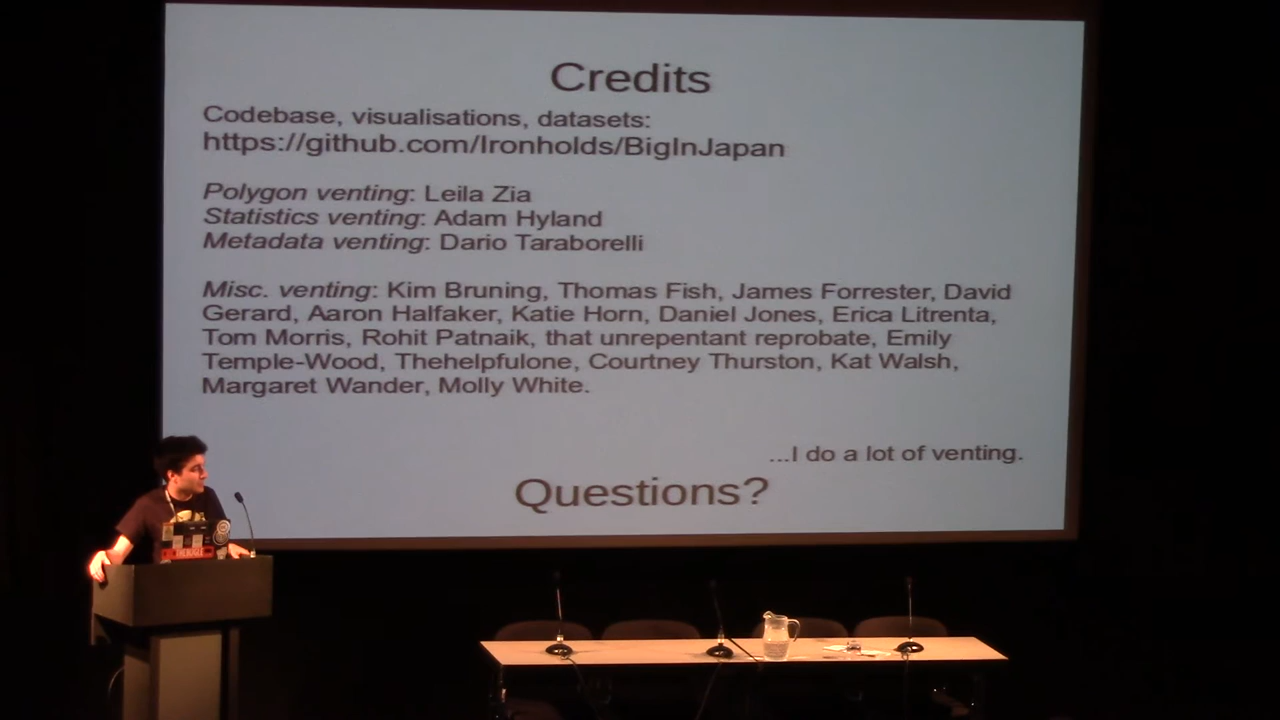 Credits
Codebase, visualisations, datasets:
https://github.com/Ironholds/BigInJapan
Polygon venting: Leila Zia
Statistics venting: Adam Hyland
Metadata venting: Dario Taraborelli
Misc. venting: Kim Bruning, Thomas Fish, James Forrester, David
Gerard, Aaron Halfaker, Katie Horn, Daniel Jones, Erica Litrenta,
Tom Morris, Rohit Patnaik, that unrepentant reprobate, Emily
Temple-Wood, Thehelpfulone, Courtney Thurston, Kat Walsh,
Margaret Wander, Molly White.
...I do a lot of venting.
Questions?